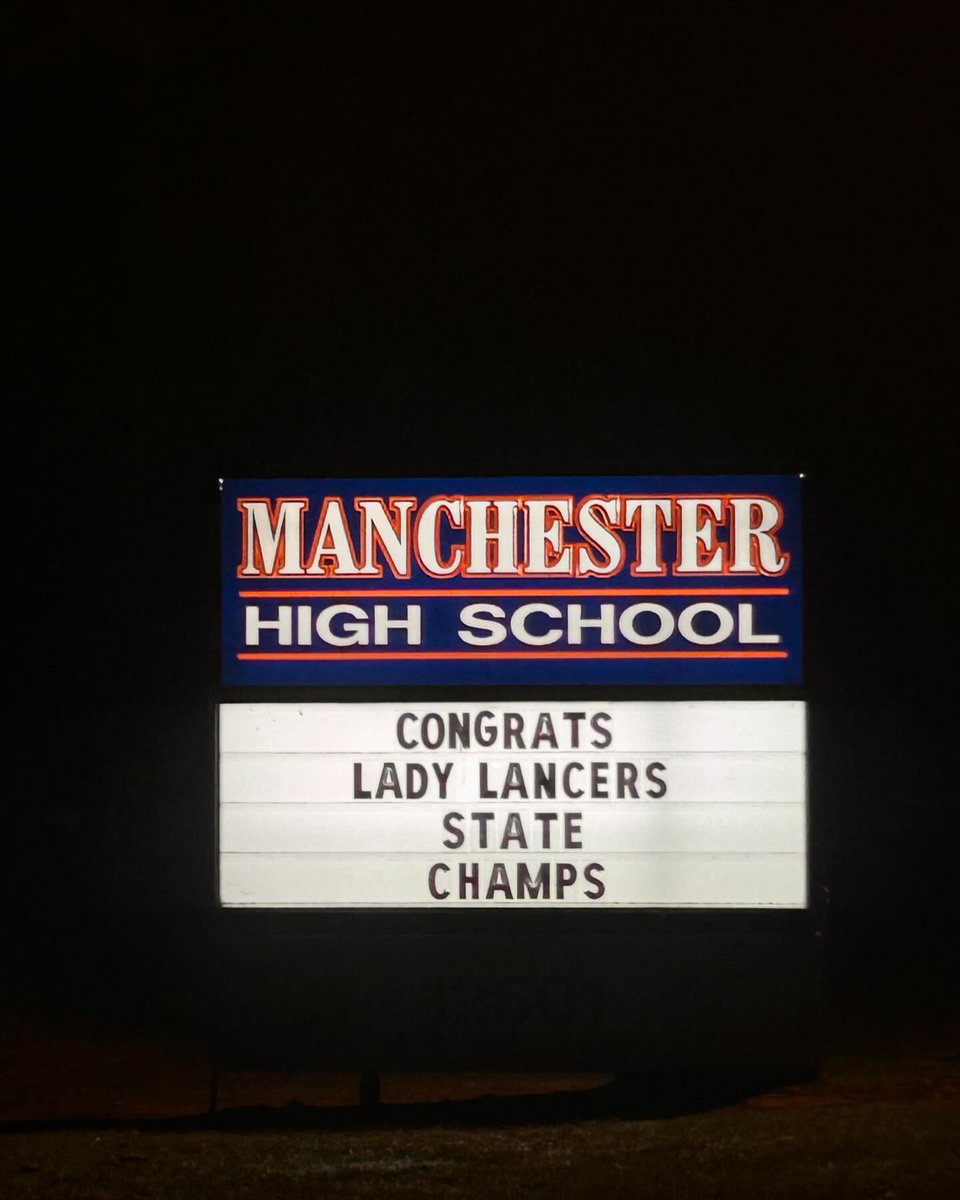 MANCHESTER
HIGH SCHOOL
CONGRATS
LADY LANCERS
STATE
CHAMPS